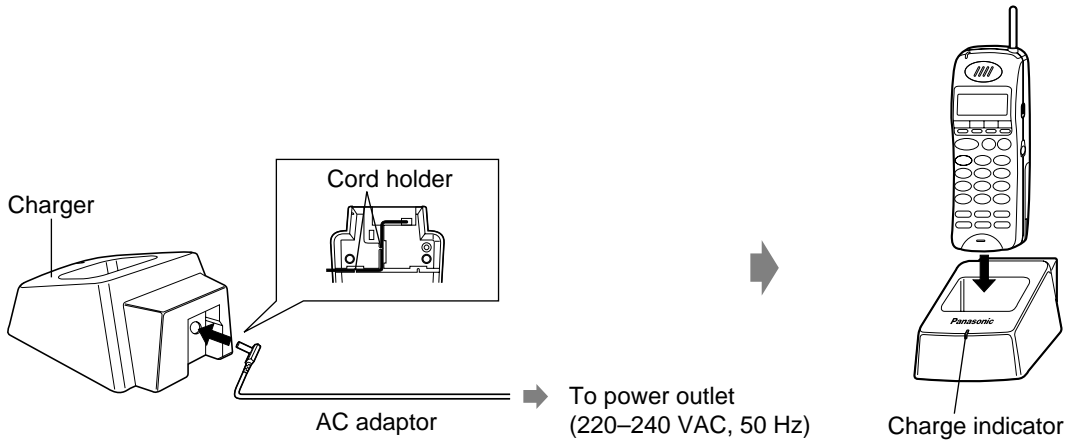 Charger
Cord holder
AC adaptor
To power outlet
(220–240 VAC, 50 Hz)
Panasonic
Charge indicator